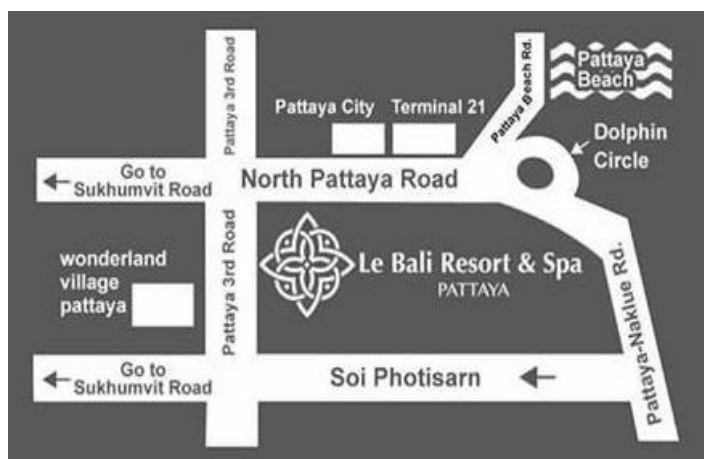 Pattaya 3rd Road
Pattaya Beach Rd.
Pattaya
Beach
Pattaya City
Terminal 21
Dolphin
Circle
Go to
Sukhumvit Road
North Pattaya Road
Pattaya 3rd Road
Le Bali Resort & Spa
PATTAYA
wonderland
village
pattaya
Pattaya-Naklue Rd.
Go to
Sukhumvit Road
Soi Photisarn